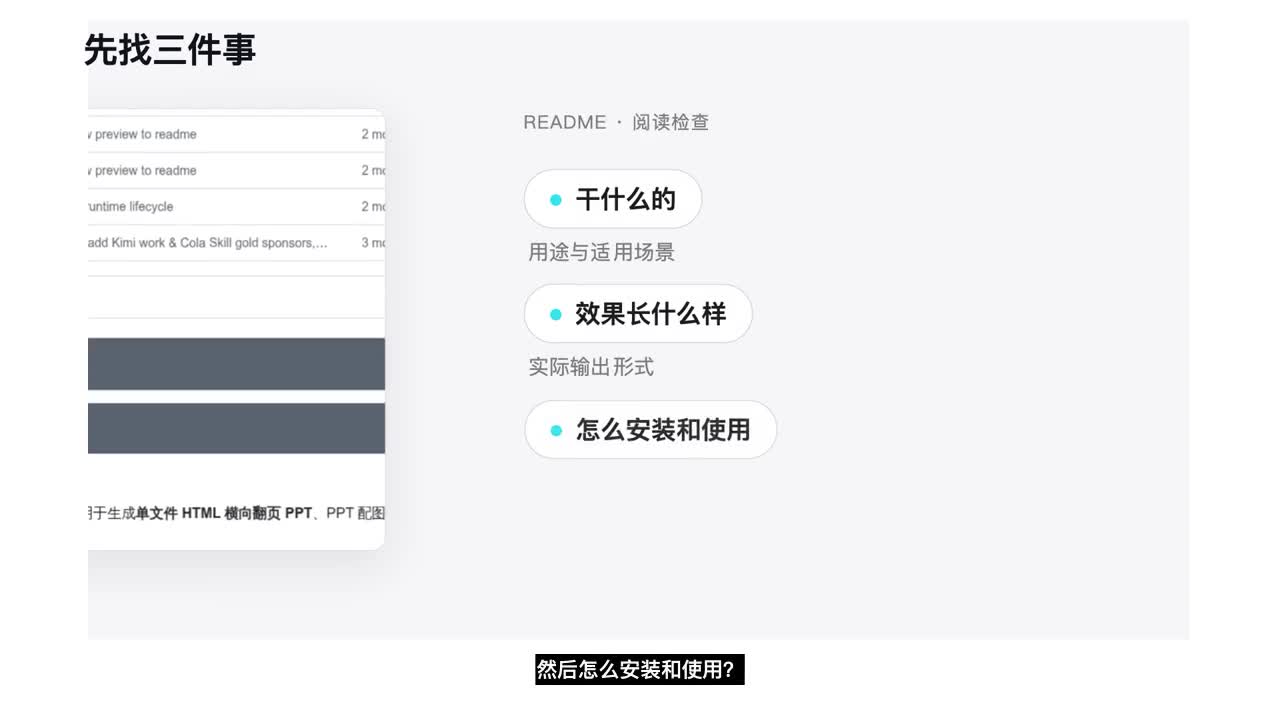 先找三件事
preview to readme
2
preview to readme
2
runtime lifecycle
2
add Kimi work & Cola Skill gold sponsors,...
3
于生成单文件 HTML 横向翻页 PPT、PPT 配图
README · 阅读检查
干什么的
用途与适用场景
效果长什么样
实际输出形式
怎么安装和使用
然后怎么安装和使用？